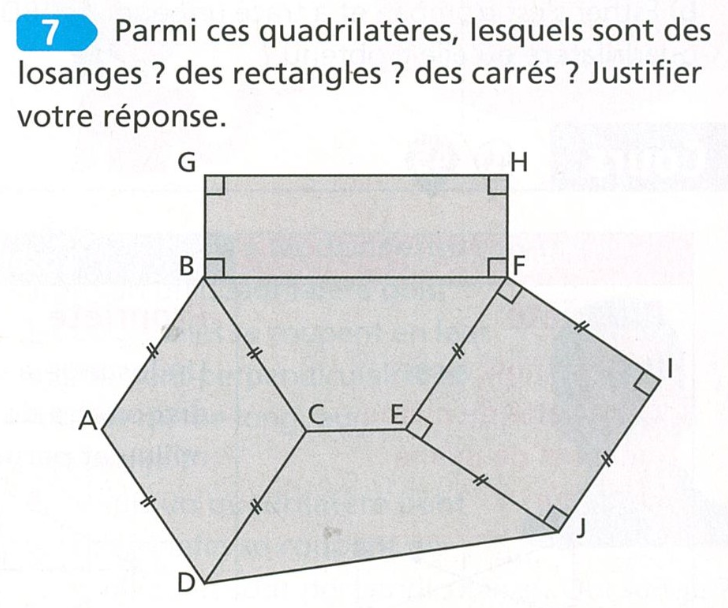 7 Parmi ces quadrilatères, lesquels sont des
losanges ? des rectangles ? des carrés ? Justifier
votre réponse.
G H
B F
I
A C E
J
D